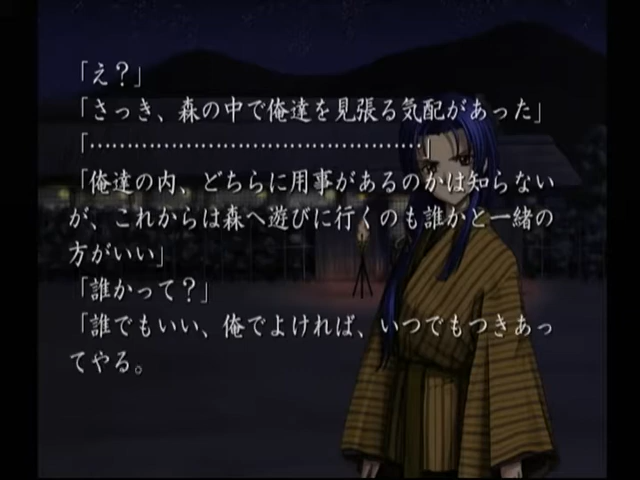 「え？」
「さっき、森の中で俺達を見張る気配があった」
「…………………………………………」
「俺達の内、どちらに用事があるのかは知らない
が、これからは森へ遊びに行くのも誰かと一緒の
方がいい」
「誰かって？」
「誰でもいい、俺でよければ、いつでもつきあっ
てやる。